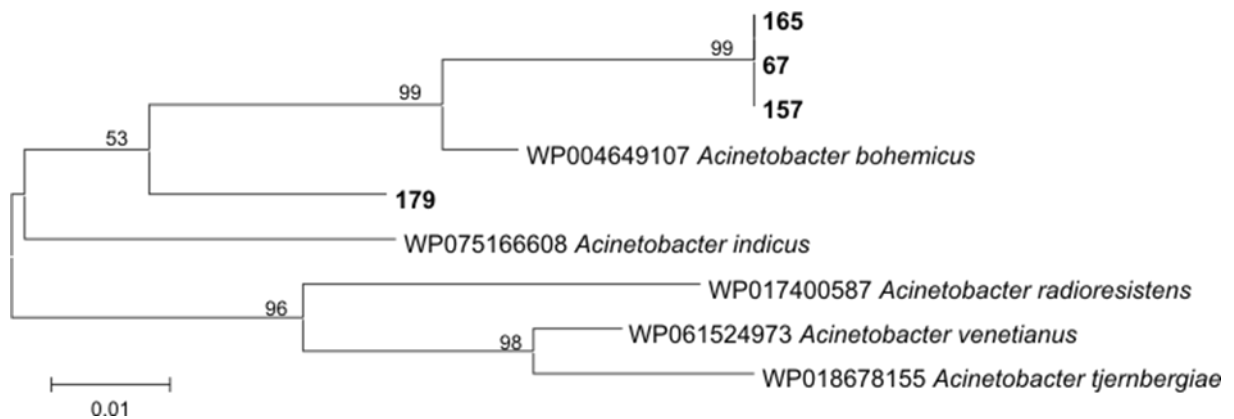 165
99
67
99
157
53
WP004649107 Acinetobacter bohemicus
179
WP075166608 Acinetobacter indicus
WP017400587 Acinetobacter radioresistens
96
WP061524973 Acinetobacter venetianus
98
WP018678155 Acinetobacter tjernbergiae
0.01